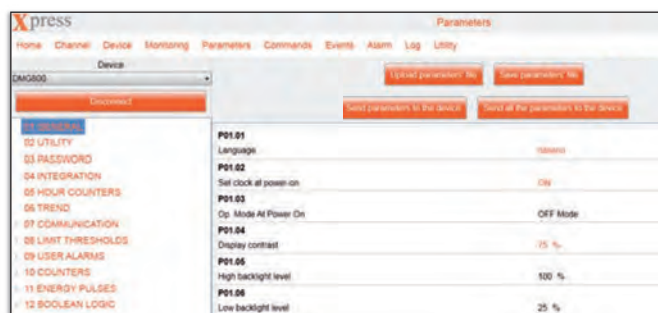 Xpress
Parameters
Home Channel Device Monitoring Parameters Commands Events Alarm Log Utility
Device
DMG800
Disconnect
Upload parameters' file Save parameters' file
Send parameters to the device Send all the parameters to the device
01 GENERAL
02 UTILITY
03 PASSWORD
04 INTEGRATION
05 HOUR COUNTERS
06 TREND
07 COMMUNICATION
08 LIMIT THRESHOLDS
09 USER ALARMS
10 COUNTERS
11 ENERGY PULSES
12 BOOLEAN LOGIC
P01.01
Language Italiano
P01.02
Set clock at power-on ON
P01.03
Op. Mode At Power On OFF Mode
P01.04
Display contrast 75 %
P01.05
High backlight level 100 %
P01.06
Low backlight level 25 %